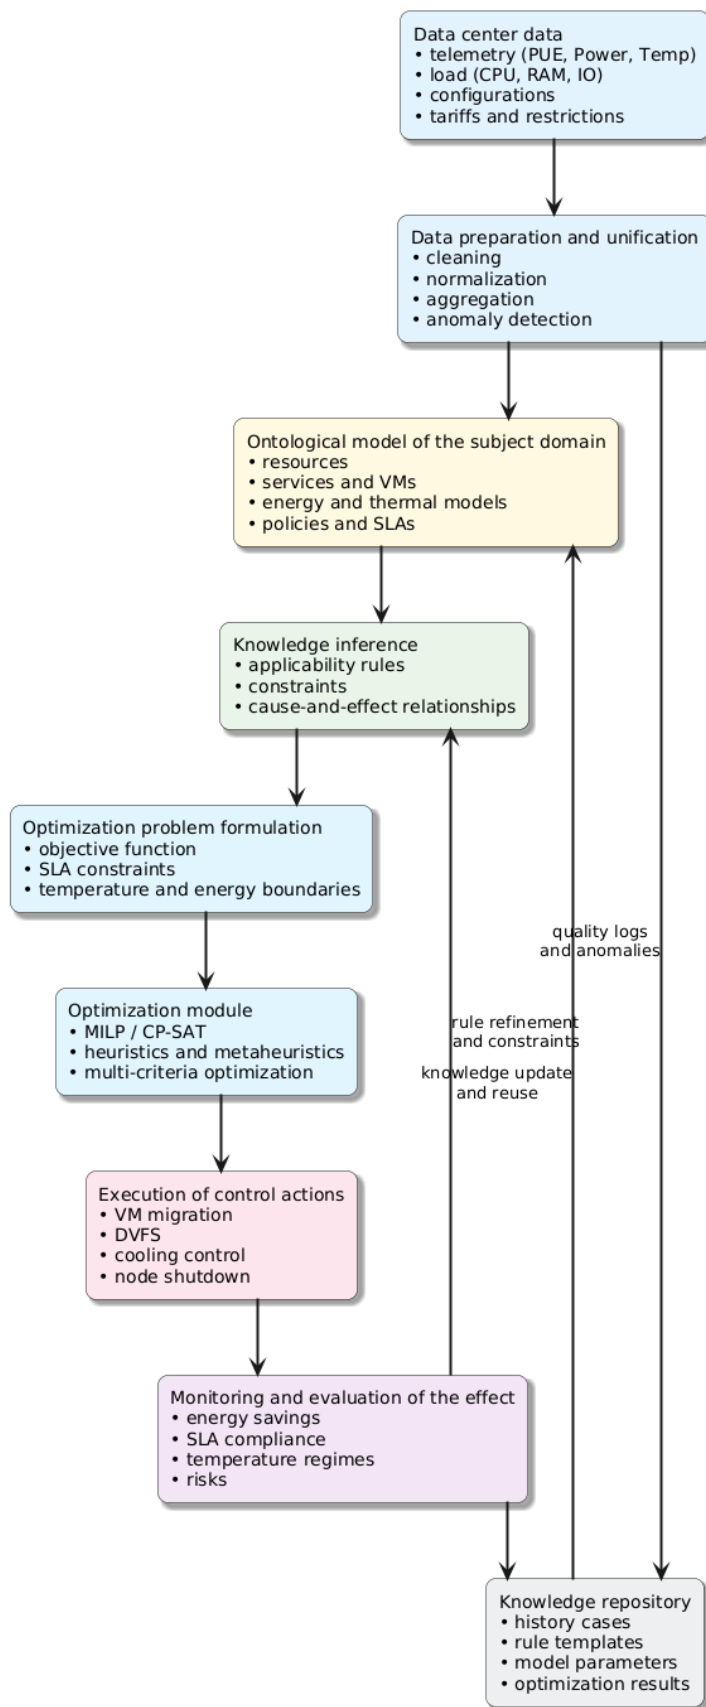 Data center data
• telemetry (PUE, Power, Temp)
• load (CPU, RAM, IO)
• configurations
• tariffs and restrictions
Data preparation and unification
• cleaning
• normalization
• aggregation
• anomaly detection
Ontological model of the subject domain
• resources
• services and VMs
• energy and thermal models
• policies and SLAs
Knowledge inference
• applicability rules
• constraints
• cause-and-effect relationships
Optimization problem formulation
• objective function
• SLA constraints
• temperature and energy boundaries
quality logs
and anomalies
Optimization module
• MILP / CP-SAT
• heuristics and metaheuristics
• multi-criteria optimization
rule refinement
and constraints
knowledge update
and reuse
Execution of control actions
• VM migration
• DVFS
• cooling control
• node shutdown
Monitoring and evaluation of the effect
• energy savings
• SLA compliance
• temperature regimes
• risks
Knowledge repository
• history cases
• rule templates
• model parameters
• optimization results